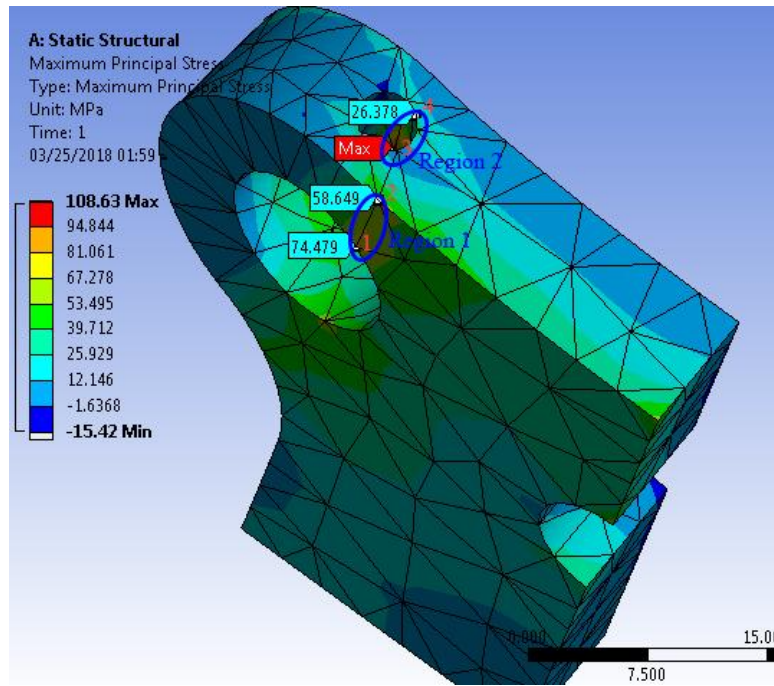 A: Static Structural
Maximum Principal Stress
Type: Maximum Principal Stress
Unit: MPa
Time: 1
03/25/2018 01:59
108.63 Max
94.844
81.061
67.278
53.495
39.712
25.929
12.146
-1.6368
-15.42 Min
26.378
4
Max
3
Region 2
58.649
2
74.479
1
Region 1
0.000
15.00
7.500